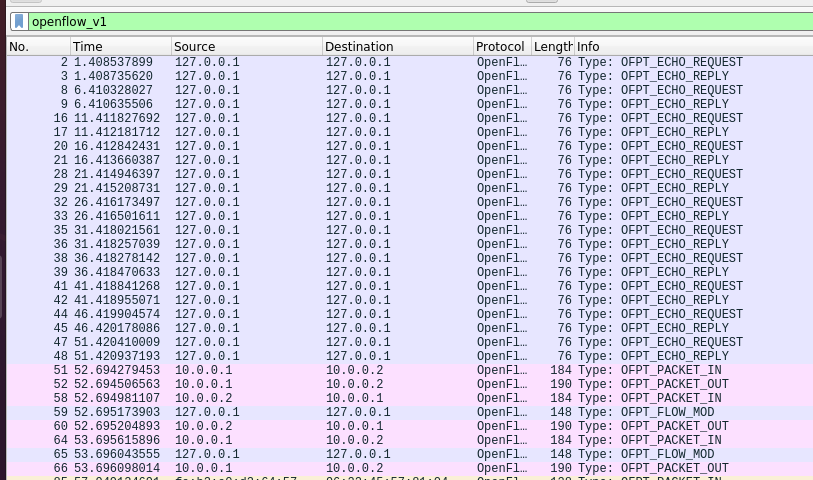 openflow_v1
No. Time Source Destination Protocol Length Info
2 1.408537899 127.0.0.1 127.0.0.1 OpenFl… 76 Type: OFPT_ECHO_REQUEST
3 1.408735620 127.0.0.1 127.0.0.1 OpenFl… 76 Type: OFPT_ECHO_REPLY
8 6.410328027 127.0.0.1 127.0.0.1 OpenFl… 76 Type: OFPT_ECHO_REQUEST
9 6.410635506 127.0.0.1 127.0.0.1 OpenFl… 76 Type: OFPT_ECHO_REPLY
16 11.411827692 127.0.0.1 127.0.0.1 OpenFl… 76 Type: OFPT_ECHO_REQUEST
17 11.412181712 127.0.0.1 127.0.0.1 OpenFl… 76 Type: OFPT_ECHO_REPLY
20 16.412842431 127.0.0.1 127.0.0.1 OpenFl… 76 Type: OFPT_ECHO_REQUEST
21 16.413660387 127.0.0.1 127.0.0.1 OpenFl… 76 Type: OFPT_ECHO_REPLY
28 21.414946397 127.0.0.1 127.0.0.1 OpenFl… 76 Type: OFPT_ECHO_REQUEST
29 21.415208731 127.0.0.1 127.0.0.1 OpenFl… 76 Type: OFPT_ECHO_REPLY
32 26.416173497 127.0.0.1 127.0.0.1 OpenFl… 76 Type: OFPT_ECHO_REQUEST
33 26.416501611 127.0.0.1 127.0.0.1 OpenFl… 76 Type: OFPT_ECHO_REPLY
35 31.418021561 127.0.0.1 127.0.0.1 OpenFl… 76 Type: OFPT_ECHO_REQUEST
36 31.418257039 127.0.0.1 127.0.0.1 OpenFl… 76 Type: OFPT_ECHO_REPLY
38 36.418278142 127.0.0.1 127.0.0.1 OpenFl… 76 Type: OFPT_ECHO_REQUEST
39 36.418470633 127.0.0.1 127.0.0.1 OpenFl… 76 Type: OFPT_ECHO_REPLY
41 41.418841268 127.0.0.1 127.0.0.1 OpenFl… 76 Type: OFPT_ECHO_REQUEST
42 41.418955071 127.0.0.1 127.0.0.1 OpenFl… 76 Type: OFPT_ECHO_REPLY
44 46.419904574 127.0.0.1 127.0.0.1 OpenFl… 76 Type: OFPT_ECHO_REQUEST
45 46.420178086 127.0.0.1 127.0.0.1 OpenFl… 76 Type: OFPT_ECHO_REPLY
47 51.420410009 127.0.0.1 127.0.0.1 OpenFl… 76 Type: OFPT_ECHO_REQUEST
48 51.420937193 127.0.0.1 127.0.0.1 OpenFl… 76 Type: OFPT_ECHO_REPLY
51 52.694279453 10.0.0.1 10.0.0.2 OpenFl… 184 Type: OFPT_PACKET_IN
52 52.694506563 10.0.0.1 10.0.0.2 OpenFl… 190 Type: OFPT_PACKET_OUT
58 52.694981107 10.0.0.2 10.0.0.1 OpenFl… 184 Type: OFPT_PACKET_IN
59 52.695173903 127.0.0.1 127.0.0.1 OpenFl… 148 Type: OFPT_FLOW_MOD
60 52.695204893 10.0.0.2 10.0.0.1 OpenFl… 190 Type: OFPT_PACKET_OUT
64 53.695615896 10.0.0.1 10.0.0.2 OpenFl… 184 Type: OFPT_PACKET_IN
65 53.696043555 127.0.0.1 127.0.0.1 OpenFl… 148 Type: OFPT_FLOW_MOD
66 53.696098014 10.0.0.1 10.0.0.2 OpenFl… 190 Type: OFPT_PACKET_OUT